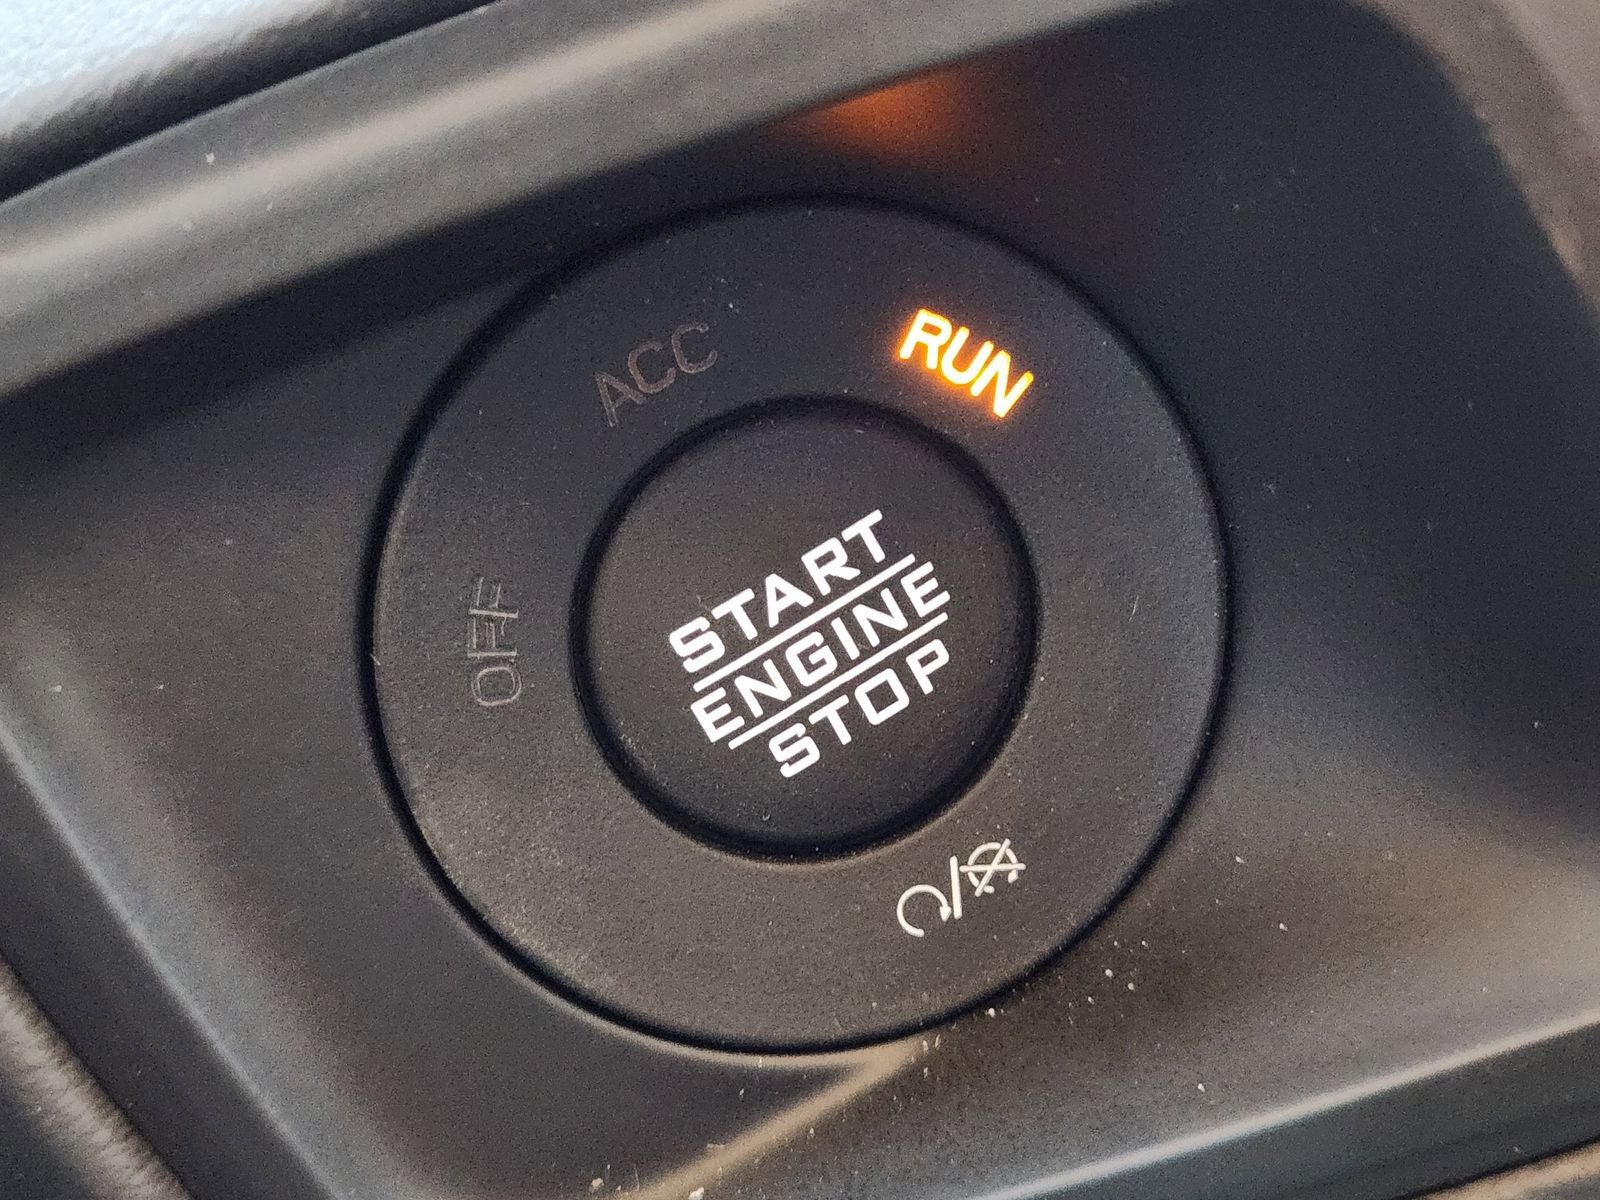 ACC
RUN
OFF
START
ENGINE
STOP